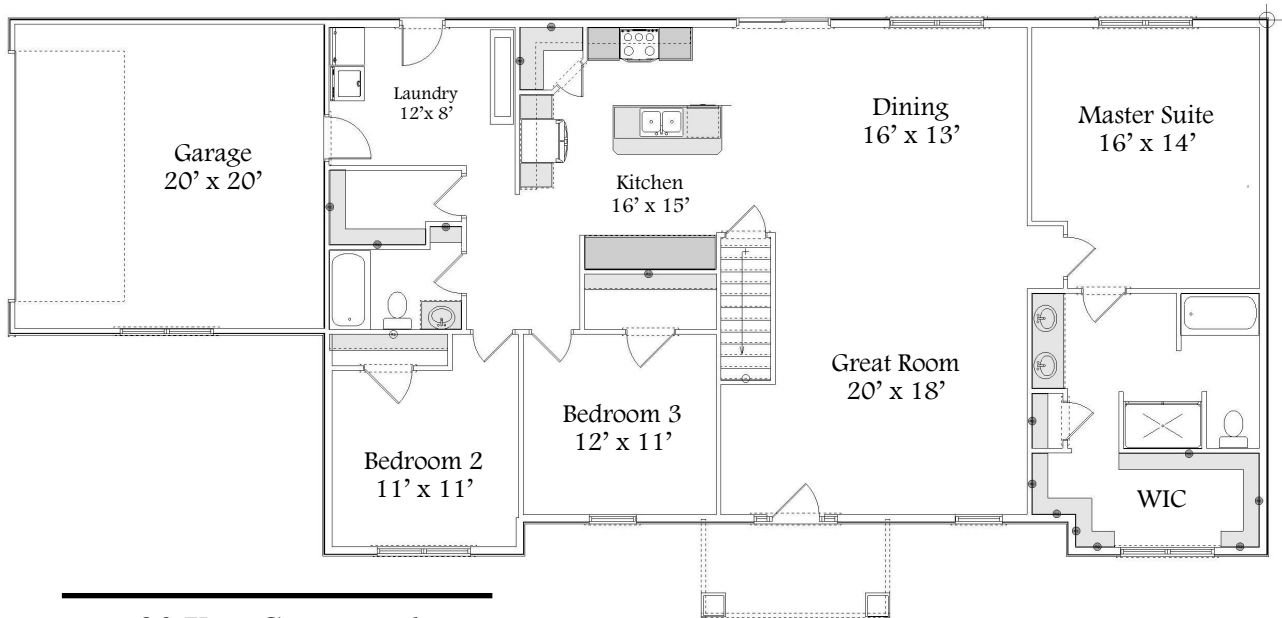 Garage
20’ x 20’
Laundry
12’x 8’
Kitchen
16’ x 15’
Dining
16’ x 13’
Master Suite
16’ x 14’
Great Room
20’ x 18’
Bedroom 3
12’ x 11’
Bedroom 2
11’ x 11’
WIC